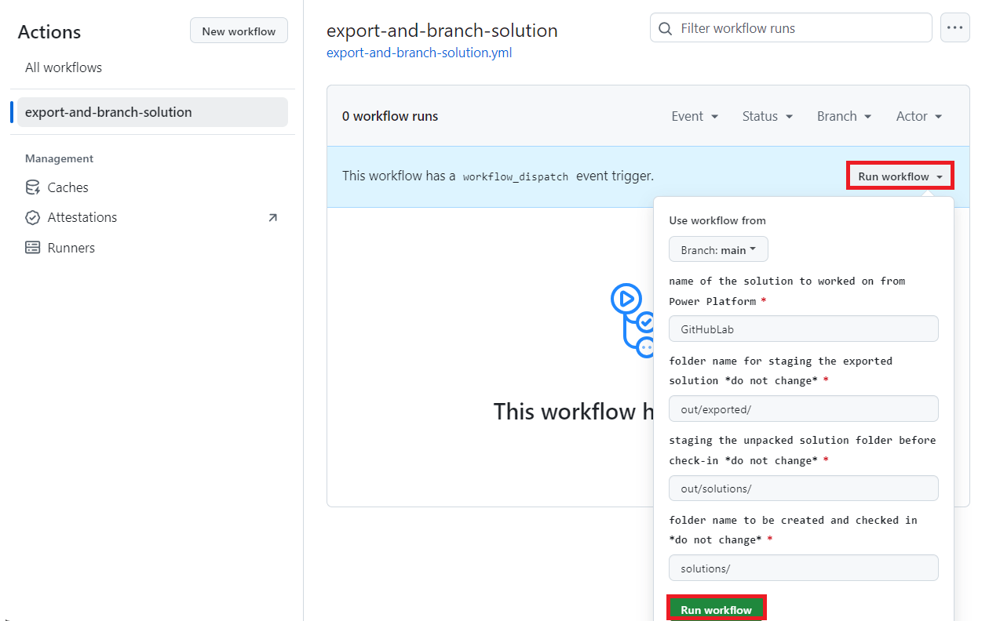 Actions
New workflow
All workflows
export-and-branch-solution
Management
Caches
Attestations
Runners
export-and-branch-solution
export-and-branch-solution.yml
Filter workflow runs
0 workflow runs
Event
Status
Branch
Actor
This workflow has a workflow_dispatch event trigger.
Run workflow
This workflow h
Use workflow from
Branch: main
name of the solution to worked on from
Power Platform *
GitHubLab
folder name for staging the exported
solution *do not change* *
out/exported/
staging the unpacked solution folder before
check-in *do not change* *
out/solutions/
folder name to be created and checked in
*do not change* *
solutions/
Run workflow